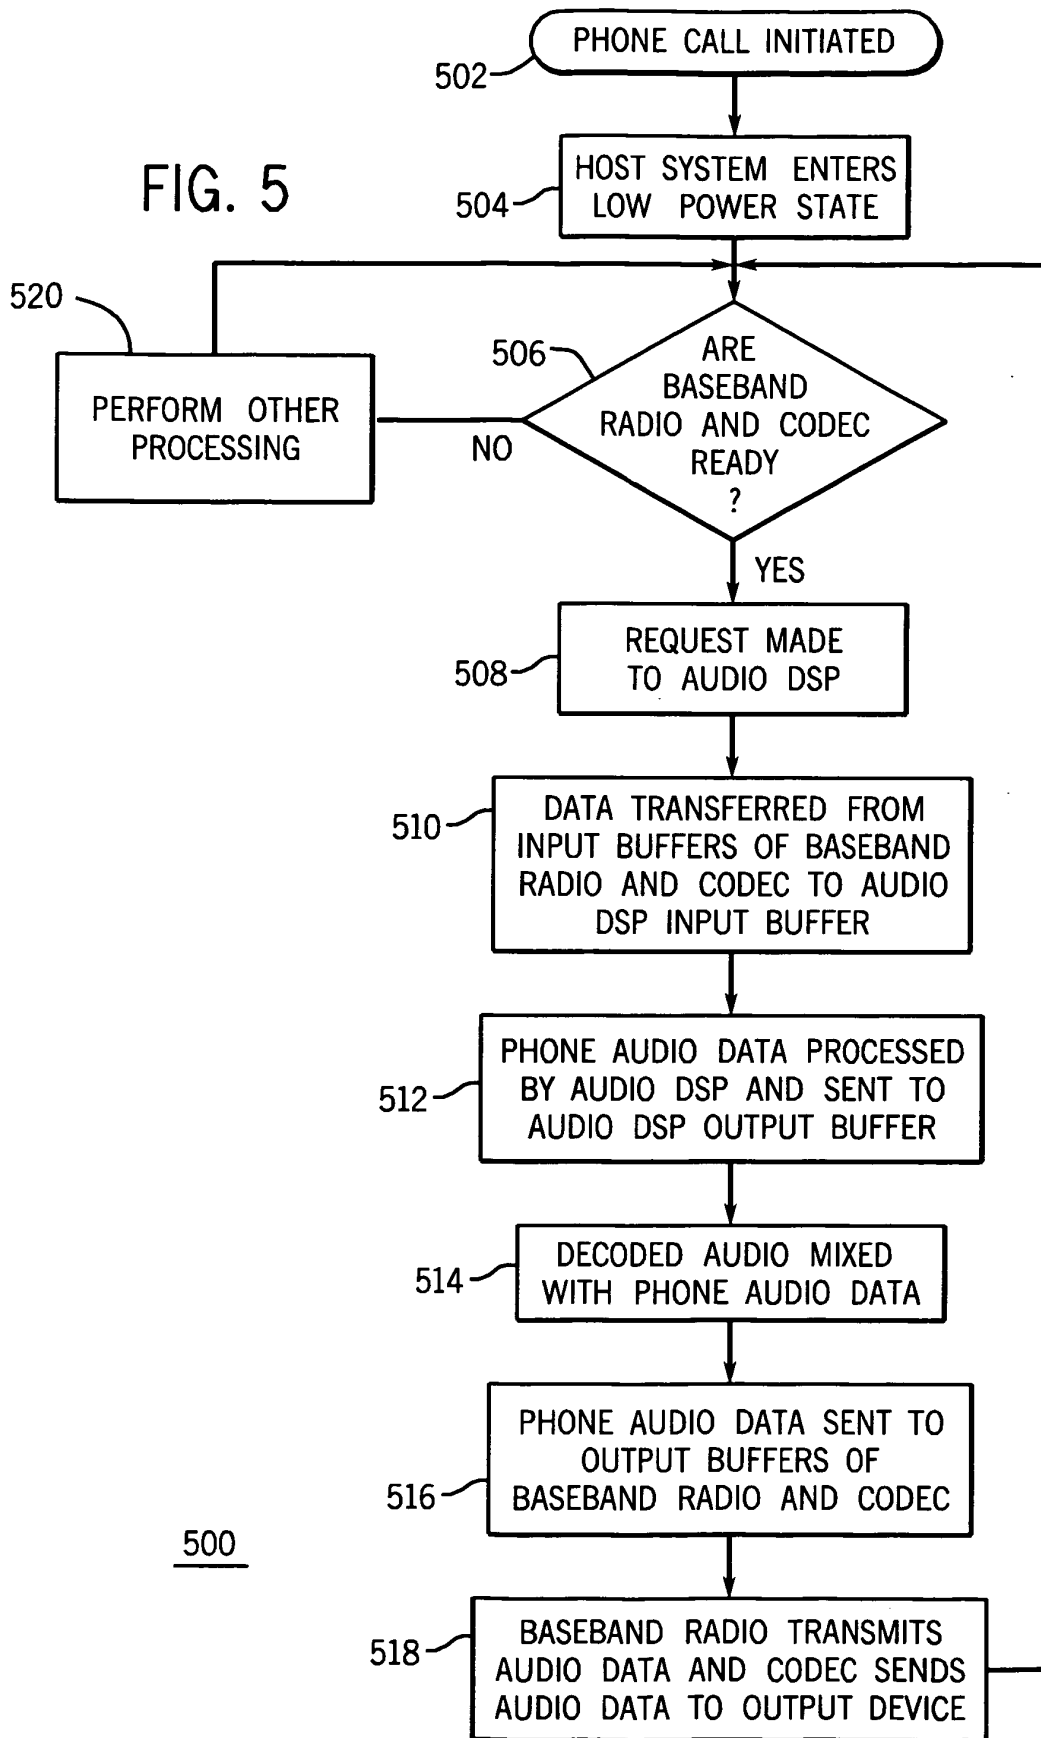 PHONE CALL INITIATED
502
FIG. 5
HOST SYSTEM ENTERS
LOW POWER STATE
504
520
506
ARE
BASEBAND
RADIO AND CODEC
READY
?
PERFORM OTHER
PROCESSING
NO
YES
REQUEST MADE
TO AUDIO DSP
508
DATA TRANSFERRED FROM
INPUT BUFFERS OF BASEBAND
RADIO AND CODEC TO AUDIO
DSP INPUT BUFFER
510
PHONE AUDIO DATA PROCESSED
BY AUDIO DSP AND SENT TO
AUDIO DSP OUTPUT BUFFER
512
DECODED AUDIO MIXED
WITH PHONE AUDIO DATA
514
PHONE AUDIO DATA SENT TO
OUTPUT BUFFERS OF
BASEBAND RADIO AND CODEC
516
500
BASEBAND RADIO TRANSMITS
AUDIO DATA AND CODEC SENDS
AUDIO DATA TO OUTPUT DEVICE
518